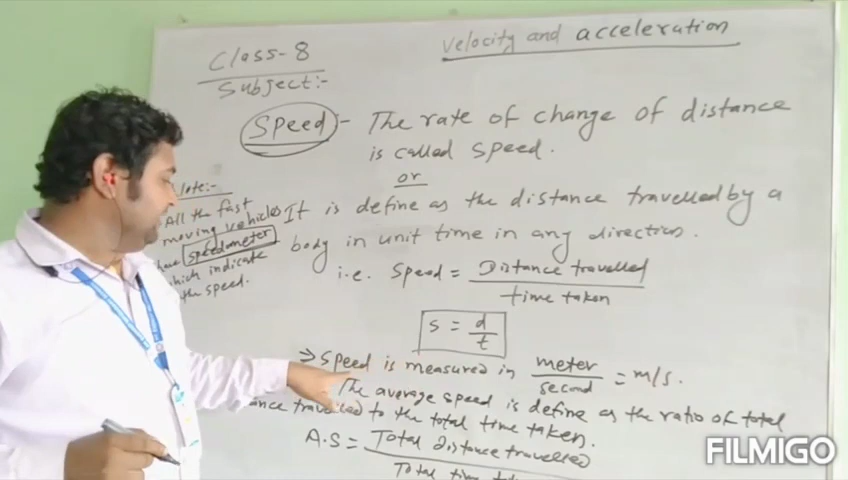 Class-8
Subject:-
velocity and acceleration
Speed - The rate of change of distance
is called speed.
or
It is define as the distance travelled by a
body in unit time in any direction.
i.e. Speed = Distance travelled
time taken
s = d
t
⇒ Speed is measured in meter = m/s.
second
The average speed is define as the ratio of total
travelled to the total time taken.
A.S = Total distance travelled
Total time
Note:-
All the fast
moving vehicles
have speedometer
which indicate
the speed.
FILMIGO